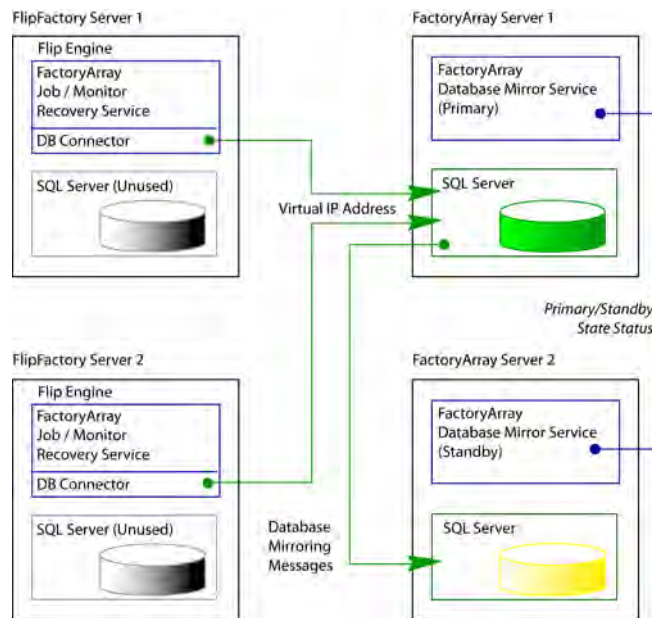 FlipFactory Server 1
Flip Engine
FactoryArray
Job / Monitor
Recovery Service
DB Connector
SQL Server (Unused)
FactoryArray Server 1
FactoryArray
Database Mirror Service
(Primary)
SQL Server
Virtual IP Address
Primary/Standby
State Status
FlipFactory Server 2
Flip Engine
FactoryArray
Job / Monitor
Recovery Service
DB Connector
SQL Server (Unused)
Database
Mirroring
Messages
FactoryArray Server 2
FactoryArray
Database Mirror Service
(Standby)
SQL Server